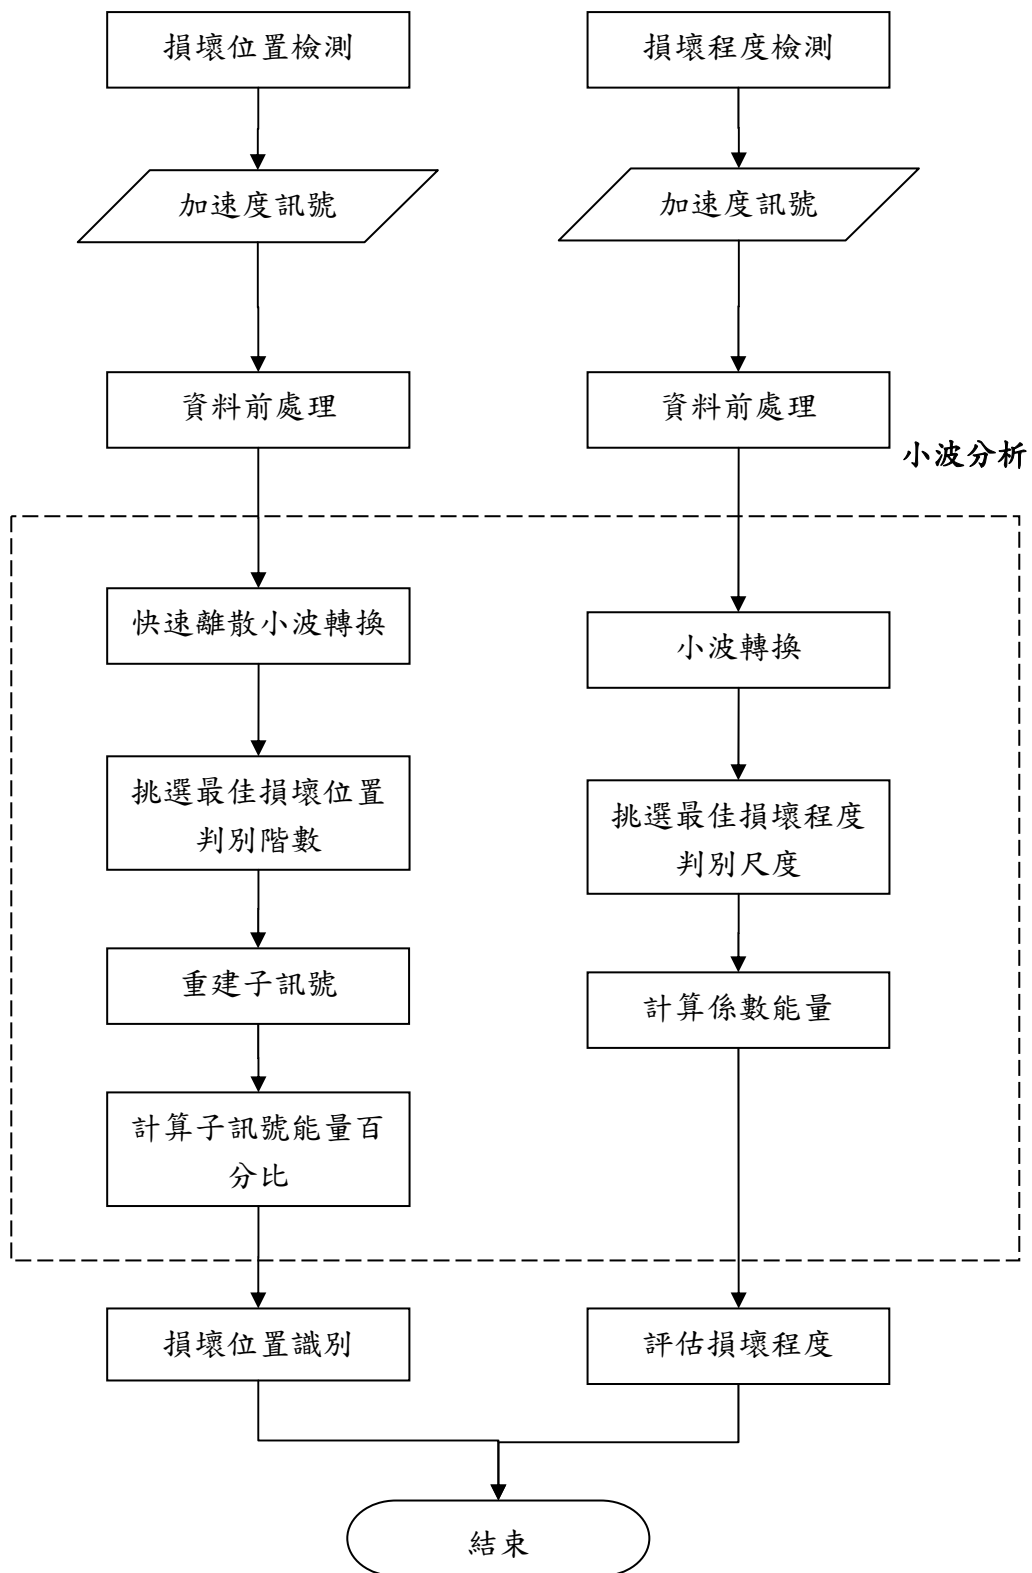 損壞位置檢測
損壞程度檢測
加速度訊號
加速度訊號
資料前處理
資料前處理
小波分析
快速離散小波轉換
小波轉換
挑選最佳損壞位置
判別階數
挑選最佳損壞程度
判別尺度
重建子訊號
計算係數能量
計算子訊號能量百
分比
損壞位置識別
評估損壞程度
結束